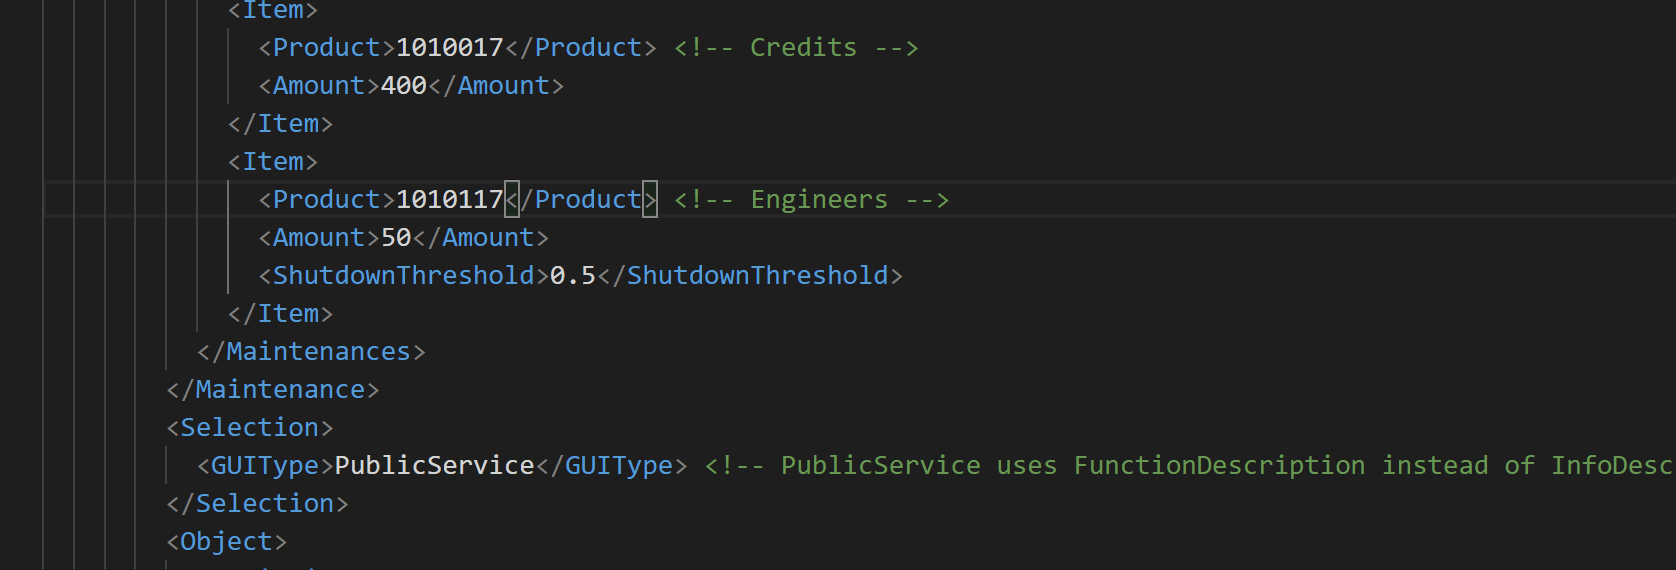 <Item>
<Product>1010017</Product> <!-- Credits -->
<Amount>400</Amount>
</Item>
<Item>
<Product>1010117</Product> <!-- Engineers -->
<Amount>50</Amount>
<ShutdownThreshold>0.5</ShutdownThreshold>
</Item>
</Maintenances>
</Maintenance>
<Selection>
<GUIType>PublicService</GUIType> <!-- PublicService uses FunctionDescription instead of InfoDesc
</Selection>
<Object>